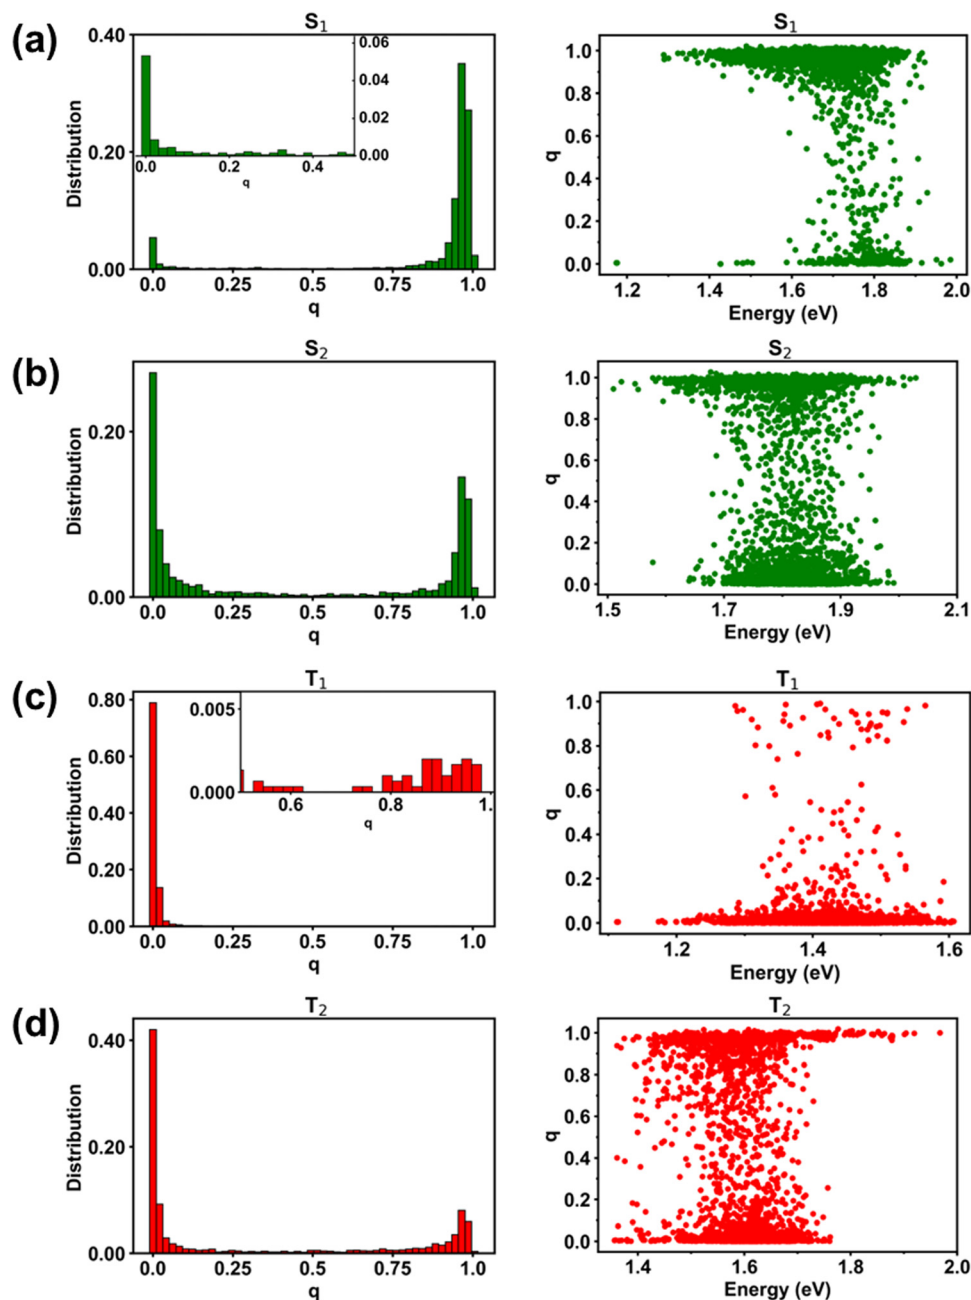 (a)
S1
0.40
0.20
0.00
Distribution
0.06
0.04
0.02
0.00
0.0 0.2 0.4
q
0.0 0.25 0.5 0.75 1.0
q
S1
1.0
0.8
0.6
0.4
0.2
0.0
q
1.2 1.4 1.6 1.8 2.0
Energy (eV)
(b)
S2
0.20
0.00
Distribution
0.0 0.25 0.5 0.75 1.0
q
S2
1.0
0.8
0.6
0.4
0.2
0.0
q
1.5 1.7 1.9 2.1
Energy (eV)
(c)
T1
0.80
0.60
0.40
0.20
0.00
Distribution
0.005
0.000
0.6 0.8 1.
q
0.0 0.25 0.5 0.75 1.0
q
T1
1.0
0.8
0.6
0.4
0.2
0.0
q
1.2 1.4 1.6
Energy (eV)
(d)
T2
0.40
0.20
0.00
Distribution
0.0 0.25 0.5 0.75 1.0
q
T2
1.0
0.8
0.6
0.4
0.2
0.0
q
1.4 1.6 1.8 2.0
Energy (eV)